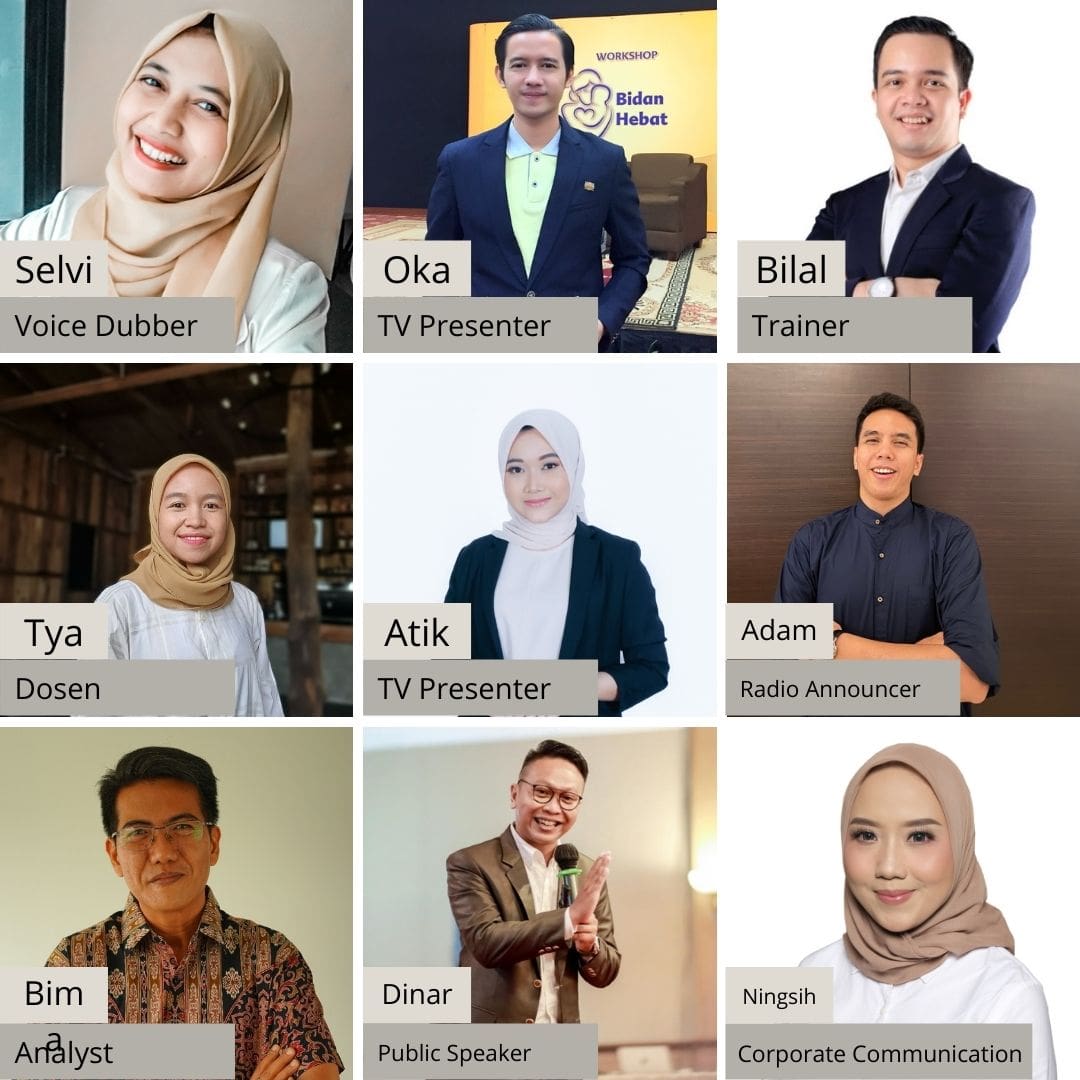 Selvi
Voice Dubber
WORKSHOP
Bidan
Hebat
Oka
TV Presenter
Bilal
Trainer
Tya
Dosen
Atik
TV Presenter
Adam
Radio Announcer
Bim
a
Analyst
Dinar
Public Speaker
Ningsih
Corporate Communication